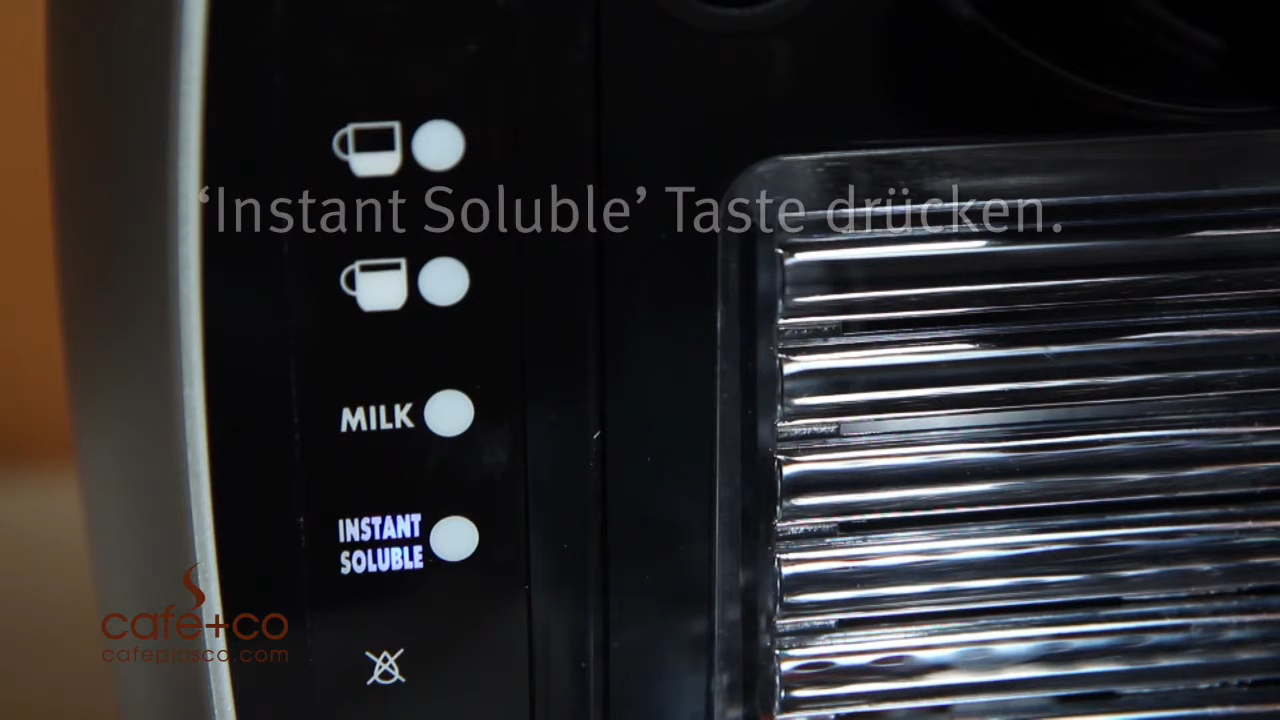 ‘Instant Soluble’ Taste drücken.
MILK
INSTANT
SOLUBLE
cafe+co
cafeplusco.com